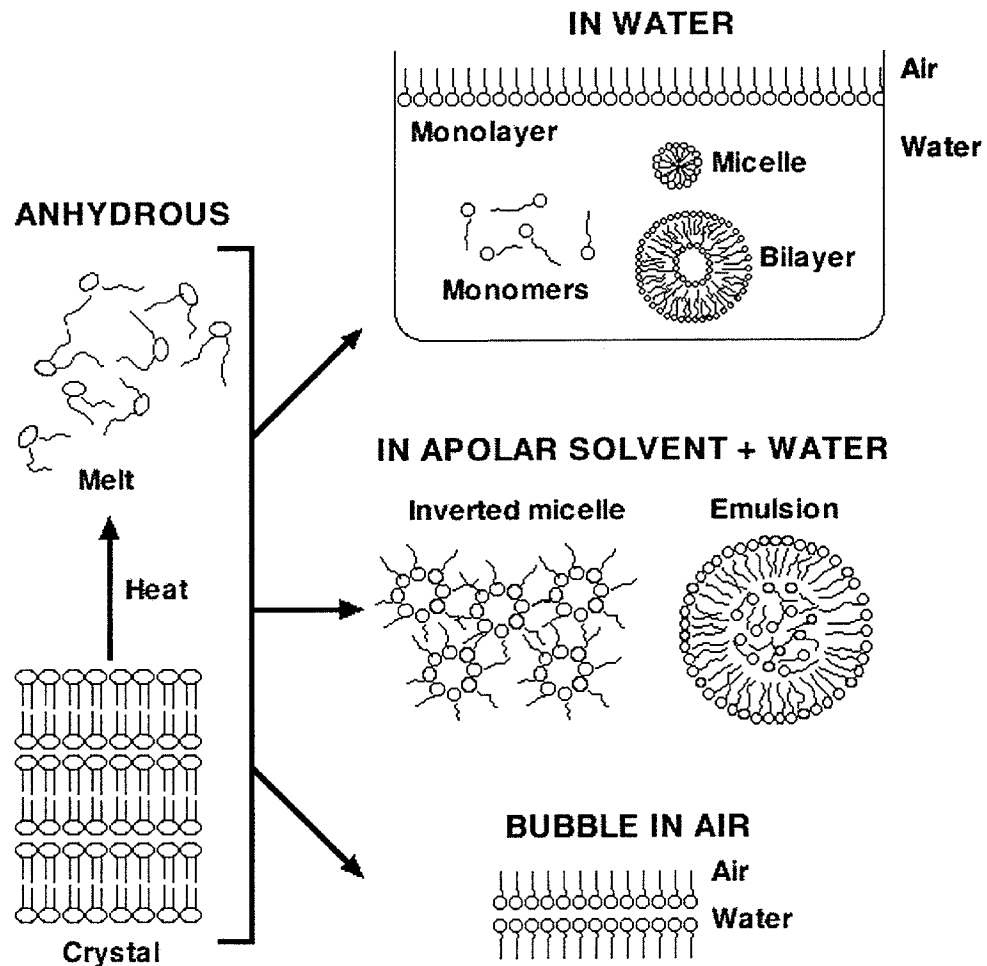 IN WATER
Air
Monolayer
Water
Micelle
ANHYDROUS
Bilayer
Monomers
IN APOLAR SOLVENT + WATER
Melt
Inverted micelle
Emulsion
Heat
BUBBLE IN AIR
Air
Water
Crystal